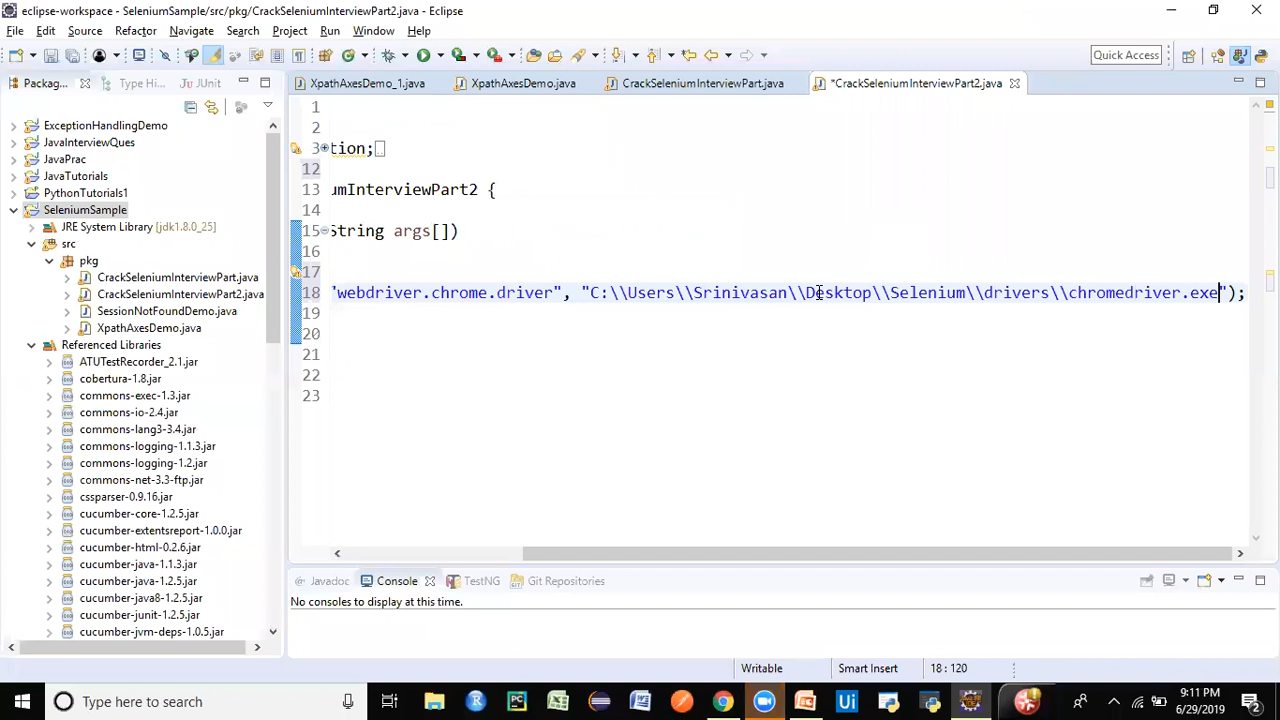 eclipse-workspace - SeleniumSample/src/pkg/CrackSeleniumInterviewPart2.java - Eclipse
File Edit Source Refactor Navigate Search Project Run Window Help
Quick Access
Packag... Type Hi... JUnit
XpathAxesDemo_1.java XpathAxesDemo.java CrackSeleniumInterviewPart.java *CrackSeleniumInterviewPart2.java
ExceptionHandlingDemo
JavaInterviewQues
JavaPrac
JavaTutorials
PythonTutorials1
SeleniumSample
JRE System Library [jdk1.8.0_25]
src
pkg
CrackSeleniumInterviewPart.java
CrackSeleniumInterviewPart2.java
SessionNotFoundDemo.java
XpathAxesDemo.java
Referenced Libraries
ATUTestRecorder_2.1.jar
cobertura-1.8.jar
commons-exec-1.3.jar
commons-io-2.4.jar
commons-lang3-3.4.jar
commons-logging-1.1.3.jar
commons-logging-1.2.jar
commons-net-3.3-ftp.jar
cssparser-0.9.16.jar
cucumber-core-1.2.5.jar
cucumber-extentsreport-1.0.0.jar
cucumber-html-0.2.6.jar
cucumber-java-1.1.3.jar
cucumber-java-1.2.5.jar
cucumber-java8-1.2.5.jar
cucumber-junit-1.2.5.jar
cucumber-jvm-deps-1.0.5.jar
1
2
3 tion;
12
13 umInterviewPart2 {
14
15 String args[])
16
17
18 "webdriver.chrome.driver", "C:\\Users\\Srinivasan\\Desktop\\Selenium\\drivers\\chromedriver.exe");
19
20
21
22
23
Javadoc Console TestNG Git Repositories
No consoles to display at this time.
Writable Smart Insert 18 : 120
Type here to search
9:11 PM
6/29/2019
2